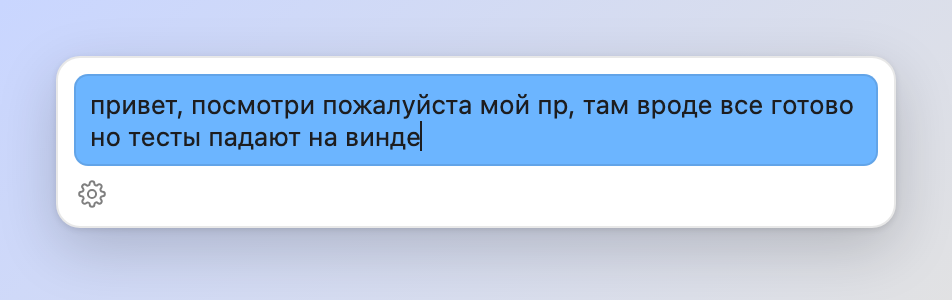 привет, посмотри пожалуйста мой пр, там вроде все готово
но тесты падают на винде